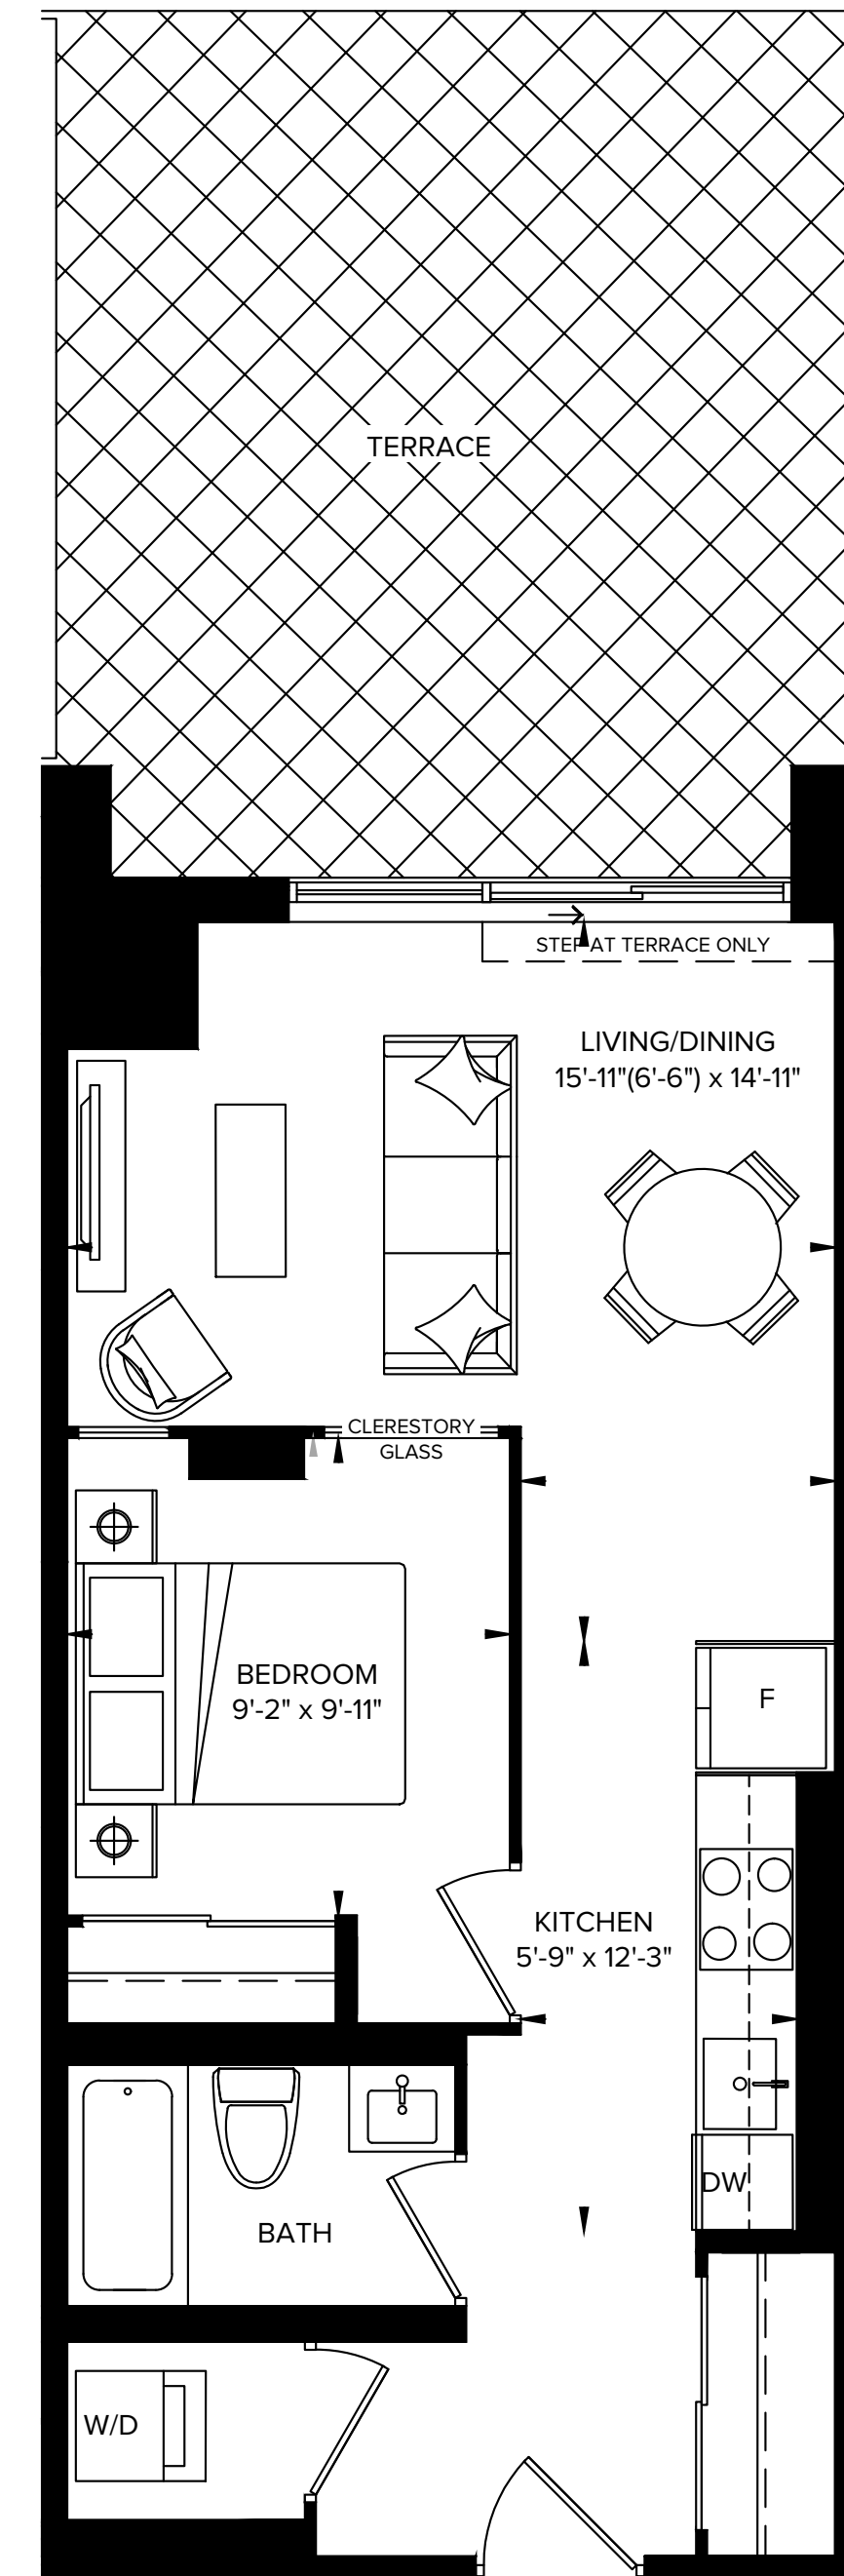 TERRACE
STEP AT TERRACE ONLY
LIVING/DINING
15'-11"(6'-6") x 14'-11"
CLERESTORY
GLASS
BEDROOM
9'-2" x 9'-11"
F
KITCHEN
5'-9" x 12'-3"
DW
BATH
W/D